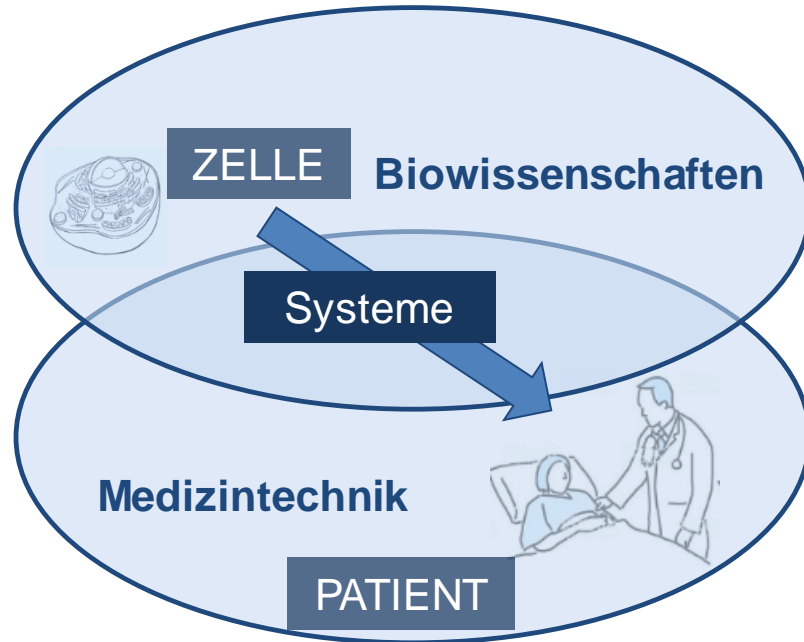 ZELLE
Biowissenschaften
Systeme
Medizintechnik
PATIENT